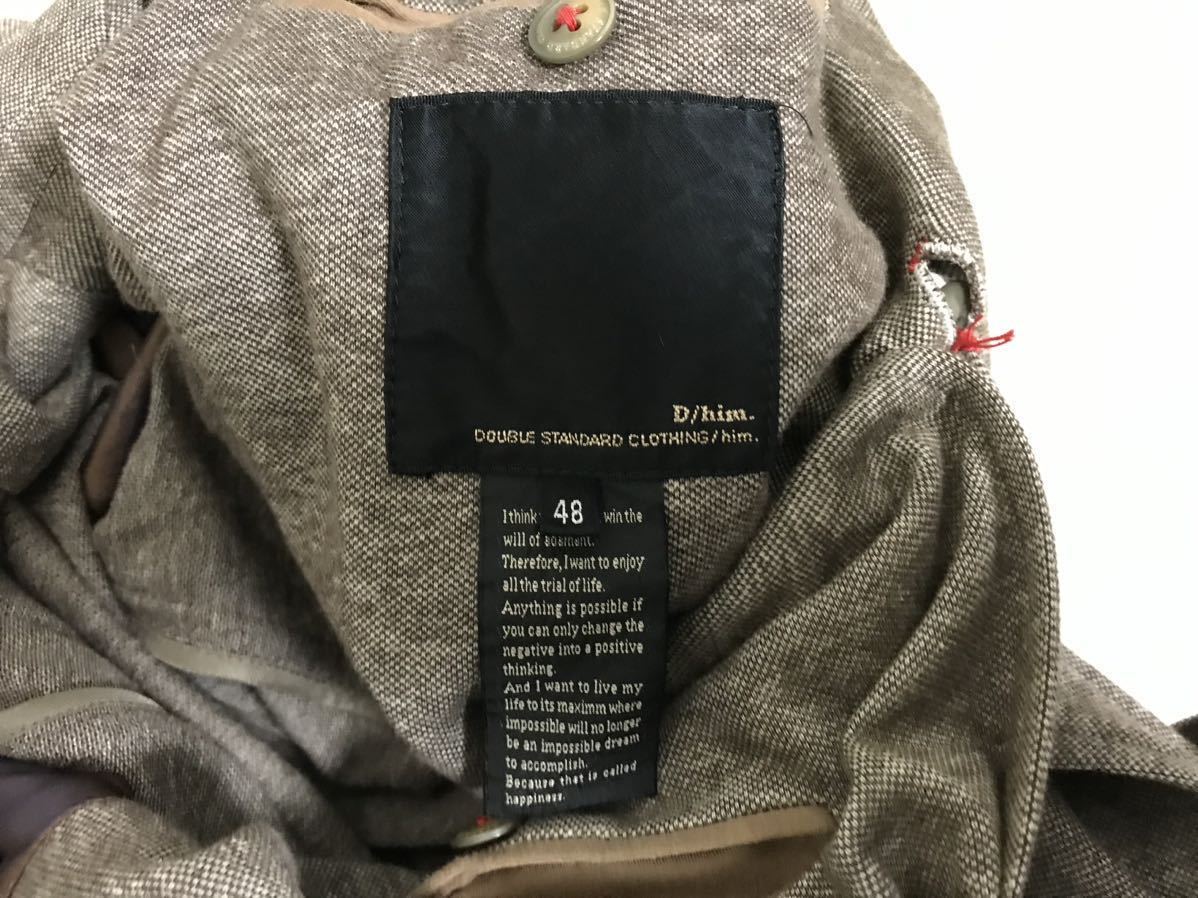 D/him.
DOUBLE STANDARD CLOTHING/him.
I think 48 win the
will of
Therefore, I want to enjoy
all the trial of life.
Anything is possible if
you can only change the
negative into a positive
thinking.
And I want to live my
life to its maximm where
impossible will no longer
be an impossible dream
to accomplish.
Because that is called
happiness.